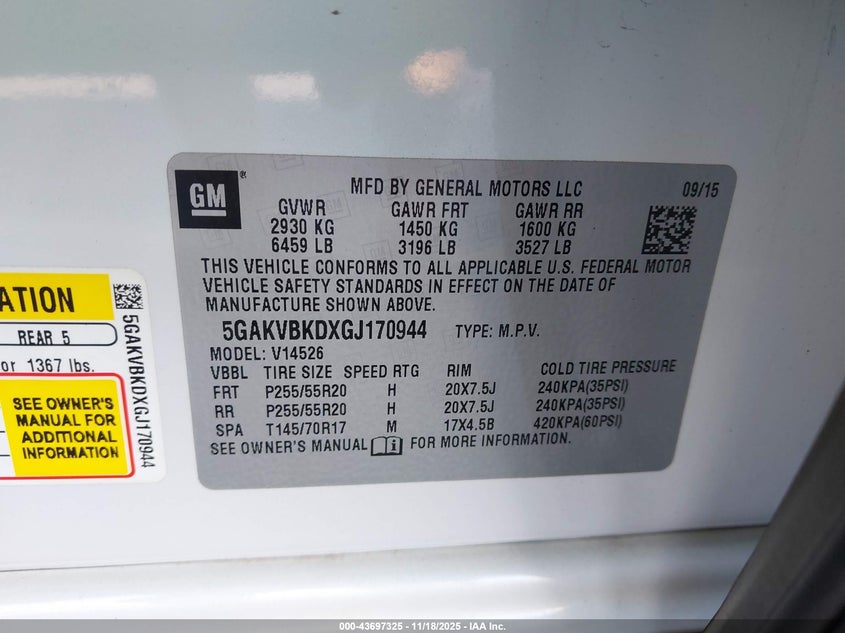 GM ®
MFD BY GENERAL MOTORS LLC 09/15
GVWR GAWR FRT GAWR RR
2930 KG 1450 KG 1600 KG
6459 LB 3196 LB 3527 LB
THIS VEHICLE CONFORMS TO ALL APPLICABLE U.S. FEDERAL MOTOR
VEHICLE SAFETY STANDARDS IN EFFECT ON THE DATE OF
MANUFACTURE SHOWN ABOVE.
5GAKVBKDXGJ170944 TYPE: M.P.V.
MODEL: V14526
VBBL TIRE SIZE SPEED RTG RIM COLD TIRE PRESSURE
FRT P255/55R20 H 20X7.5J 240KPA(35PSI)
RR P255/55R20 H 20X7.5J 240KPA(35PSI)
SPA T145/70R17 M 17X4.5B 420KPA(60PSI)
SEE OWNER'S MANUAL FOR MORE INFORMATION.
REAR 5
or 1367 lbs.
SEE OWNER'S
MANUAL FOR
ADDITIONAL
INFORMATION
5GAKVBKDXGJ170944
000-43697325 - 11/18/2025 - IAA Inc.